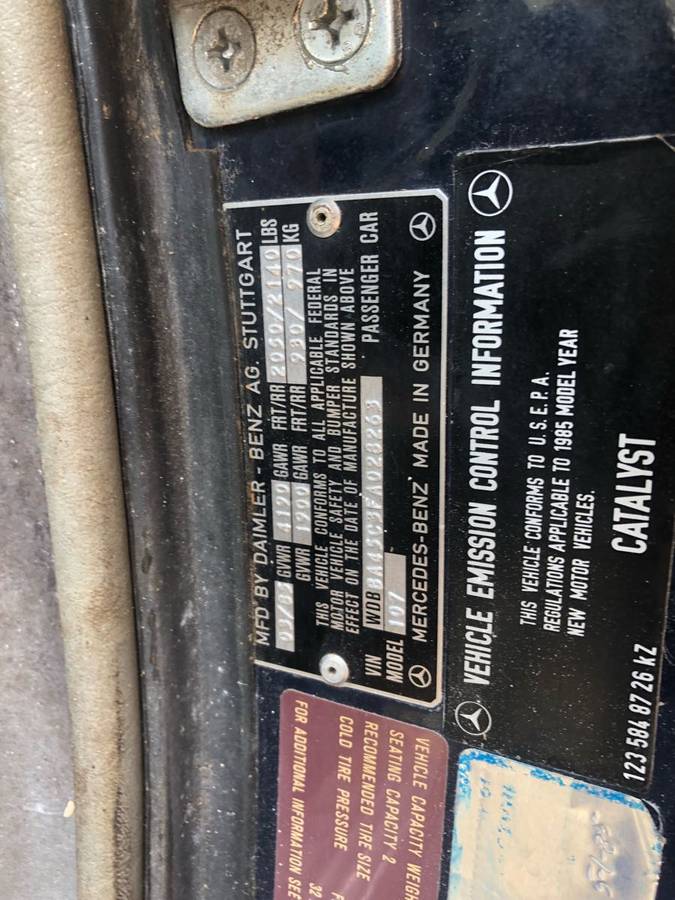 MFD BY DAIMLER - BENZ AG. STUTTGART
GVWR 4190 GAWR FRT/RR 2050/2140 LBS
GVWR 1900 GAWR FRT/RR 930/ 970 KG
THIS VEHICLE CONFORMS TO ALL APPLICABLE FEDERAL
MOTOR VEHICLE SAFETY AND BUMPER STANDARDS IN
EFFECT ON THE DATE OF MANUFACTURE SHOWN ABOVE
VIN
PASSENGER CAR
MODEL 107
MERCEDES-BENZ MADE IN GERMANY
VEHICLE EMISSION CONTROL INFORMATION
THIS VEHICLE CONFORMS TO U.S.E.P.A.
REGULATIONS APPLICABLE TO 1985 MODEL YEAR
NEW MOTOR VEHICLES.
CATALYST
123 584 87 26 kZ
VEHICLE CAPACITY WEIGH
SEATING CAPACITY 2
RECOMMENDED TIRE SIZE
COLD TIRE PRESSURE
32
FOR ADDITIONAL INFORMATION SEE